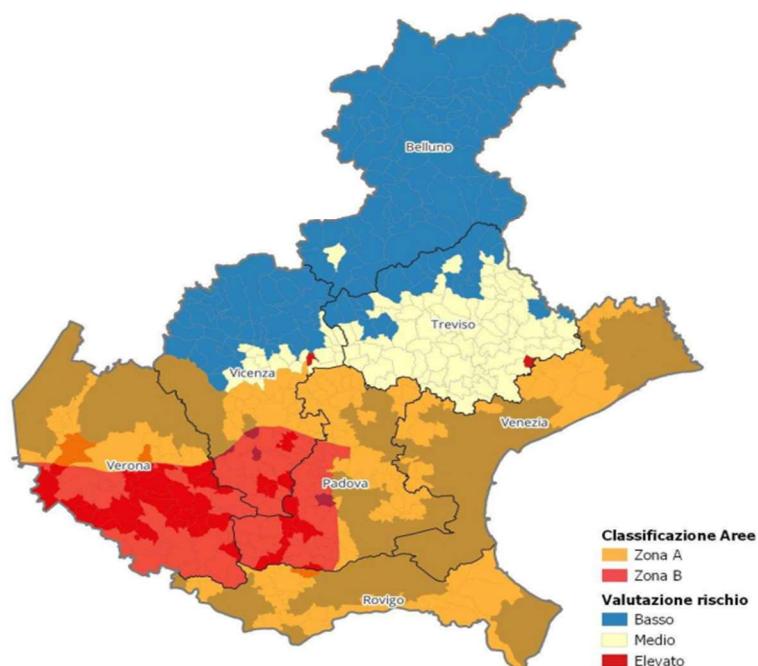 Belluno
Treviso
Vicenza
Venezia
Verona
Padova
Rovigo
Classificazione Aree
Zona A
Zona B
Valutazione rischio
Basso
Medio
Elevato